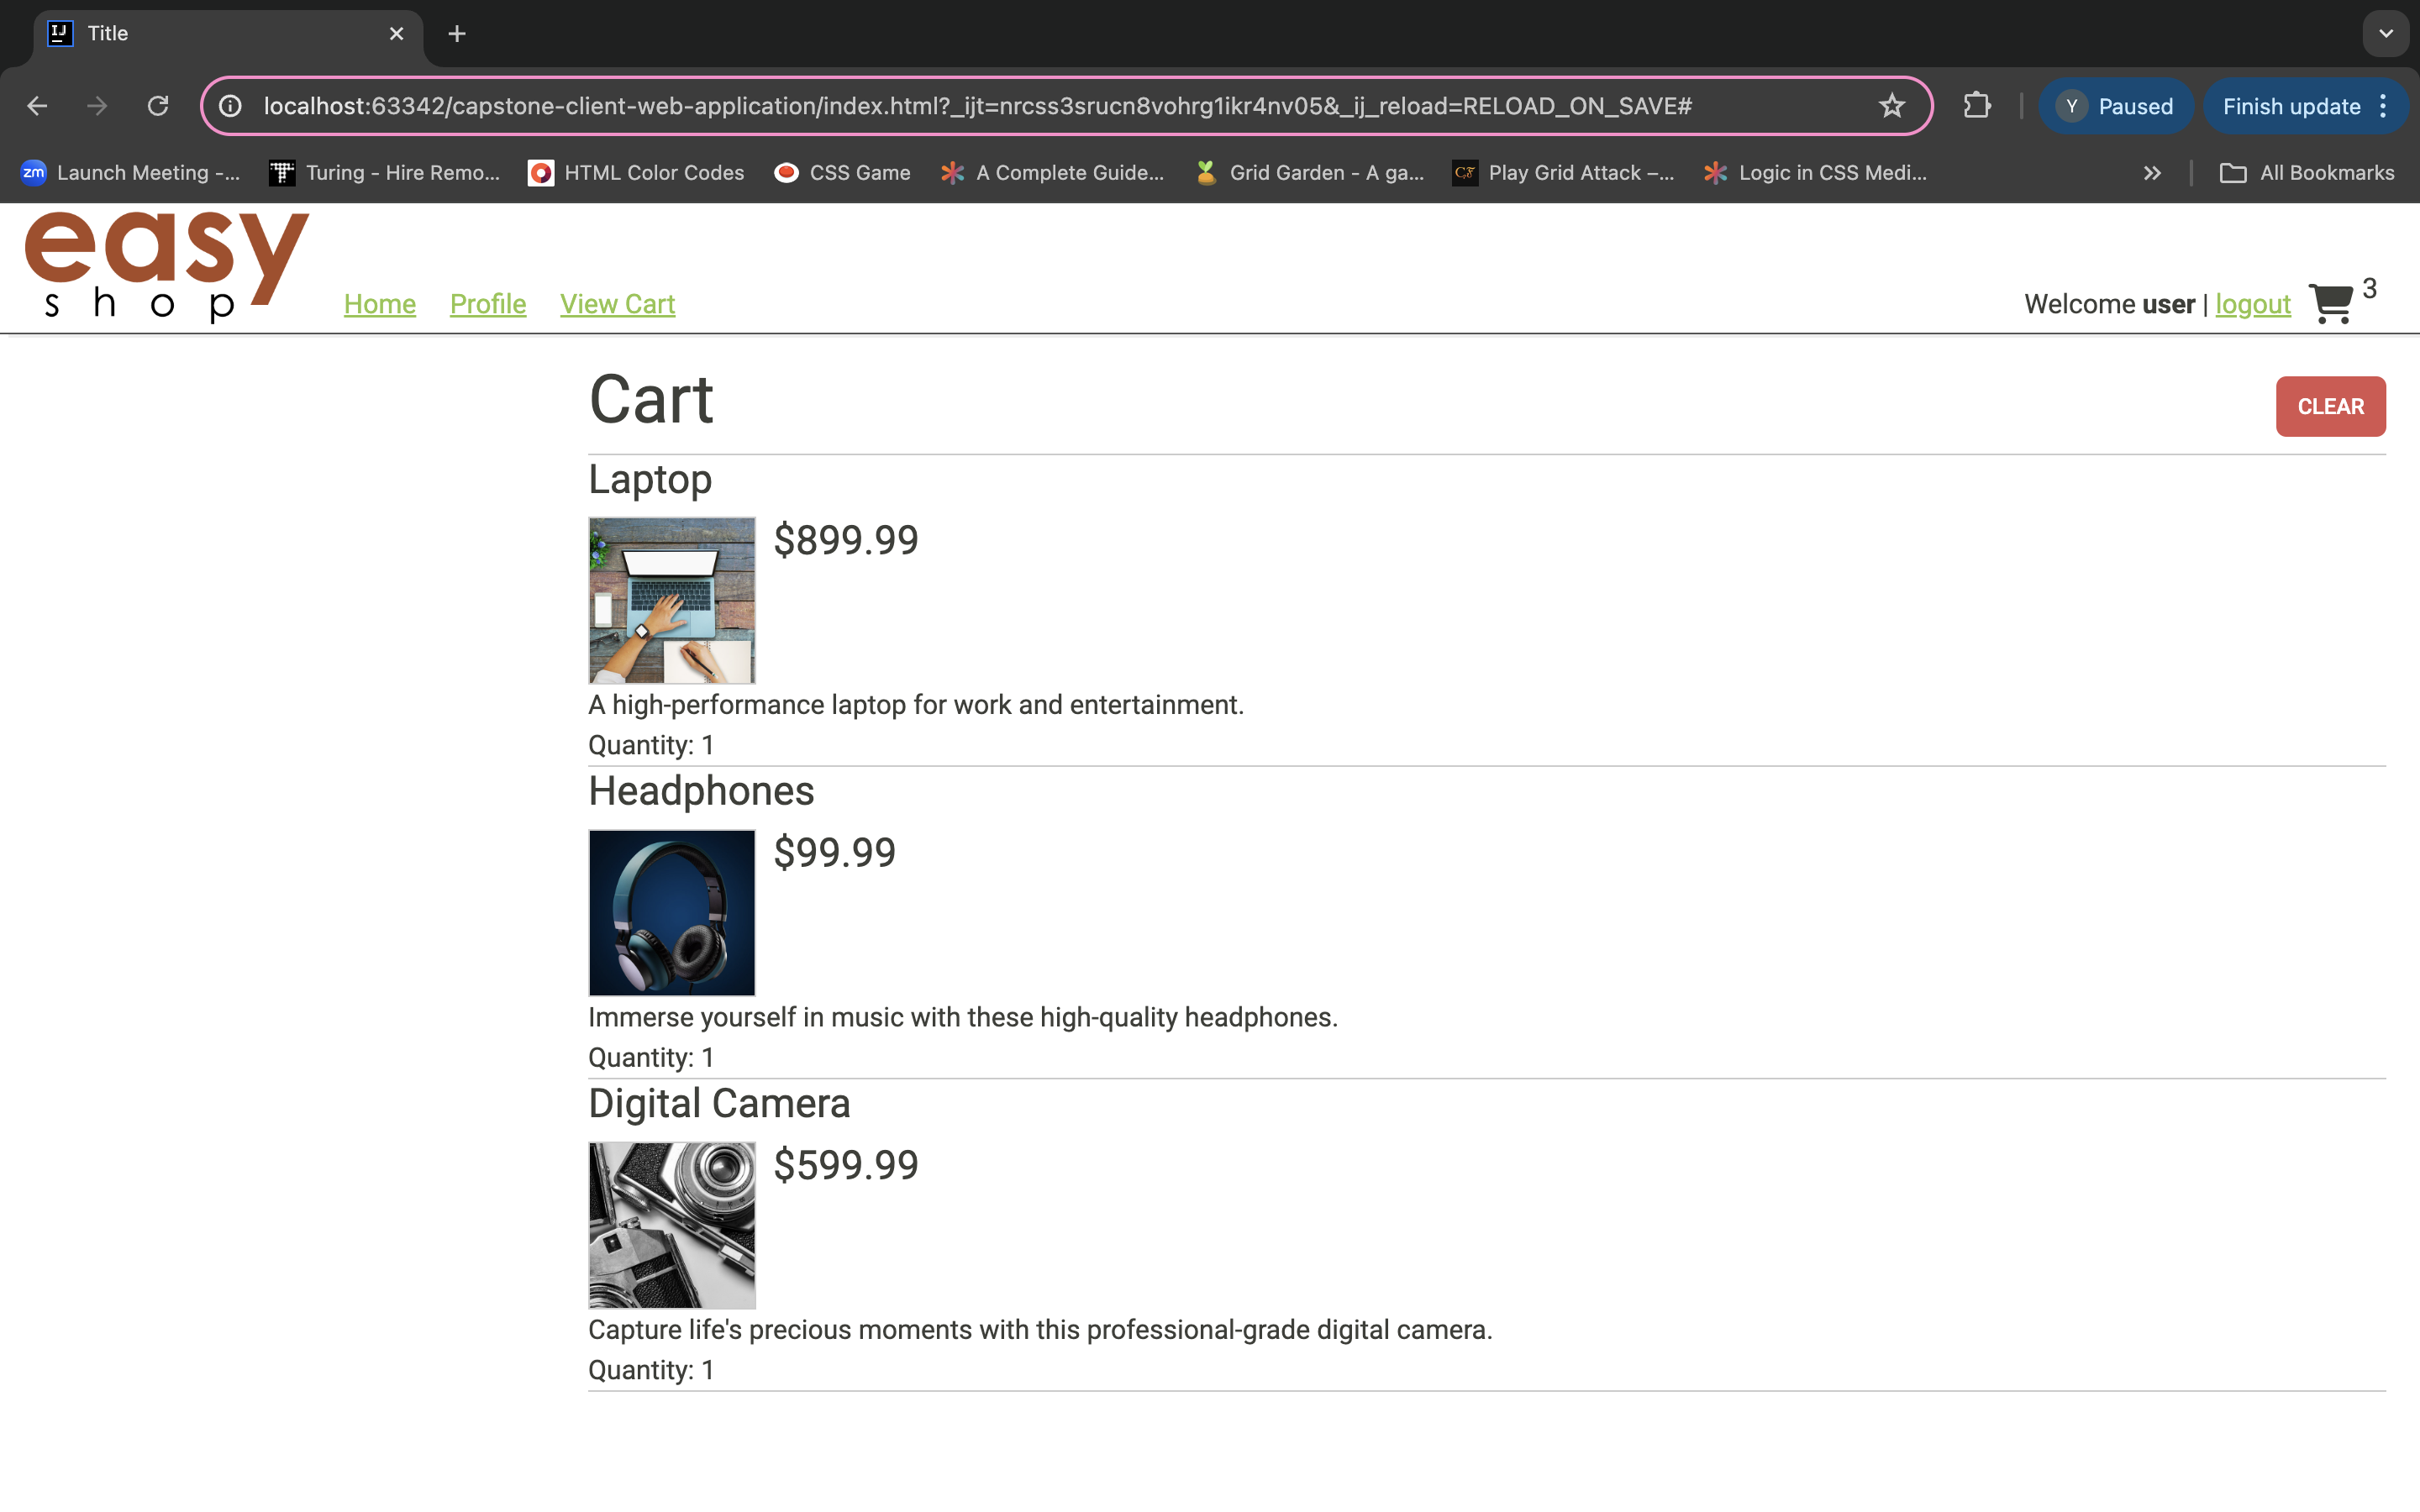 Title
localhost:63342/capstone-client-web-application/index.html?_ijt=nrcss3srucn8vohrg1ikr4nv05&_ij_reload=RELOAD_ON_SAVE#
Y Paused
Finish update
zm Launch Meeting -...
Turing - Hire Remo...
HTML Color Codes
CSS Game
A Complete Guide...
Grid Garden - A ga...
Play Grid Attack –...
Logic in CSS Medi...
All Bookmarks
easy
shop
Home
Profile
View Cart
Welcome user | logout
3
Cart
CLEAR
Laptop
$899.99
A high-performance laptop for work and entertainment.
Quantity: 1
Headphones
$99.99
Immerse yourself in music with these high-quality headphones.
Quantity: 1
Digital Camera
$599.99
Capture life's precious moments with this professional-grade digital camera.
Quantity: 1